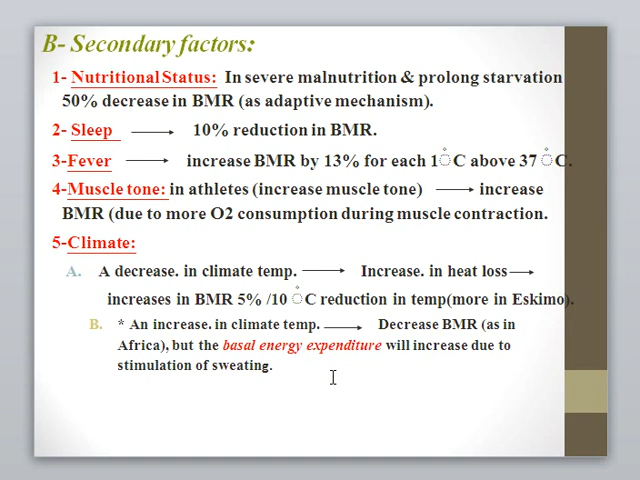 B- Secondary factors:
1- Nutritional Status: In severe malnutrition & prolong starvation
50% decrease in BMR (as adaptive mechanism).
2- Sleep ⟶ 10% reduction in BMR.
3-Fever ⟶ increase BMR by 13% for each 1◌̊C above 37 ◌̊C.
4-Muscle tone: in athletes (increase muscle tone) ⟶ increase
BMR (due to more O2 consumption during muscle contraction.
5-Climate:
A. A decrease. in climate temp. ⟶ Increase. in heat loss⟶
increases in BMR 5% /10 ◌̊C reduction in temp(more in Eskimo).
B. * An increase. in climate temp. ⟶ Decrease BMR (as in
Africa), but the basal energy expenditure will increase due to
stimulation of sweating.